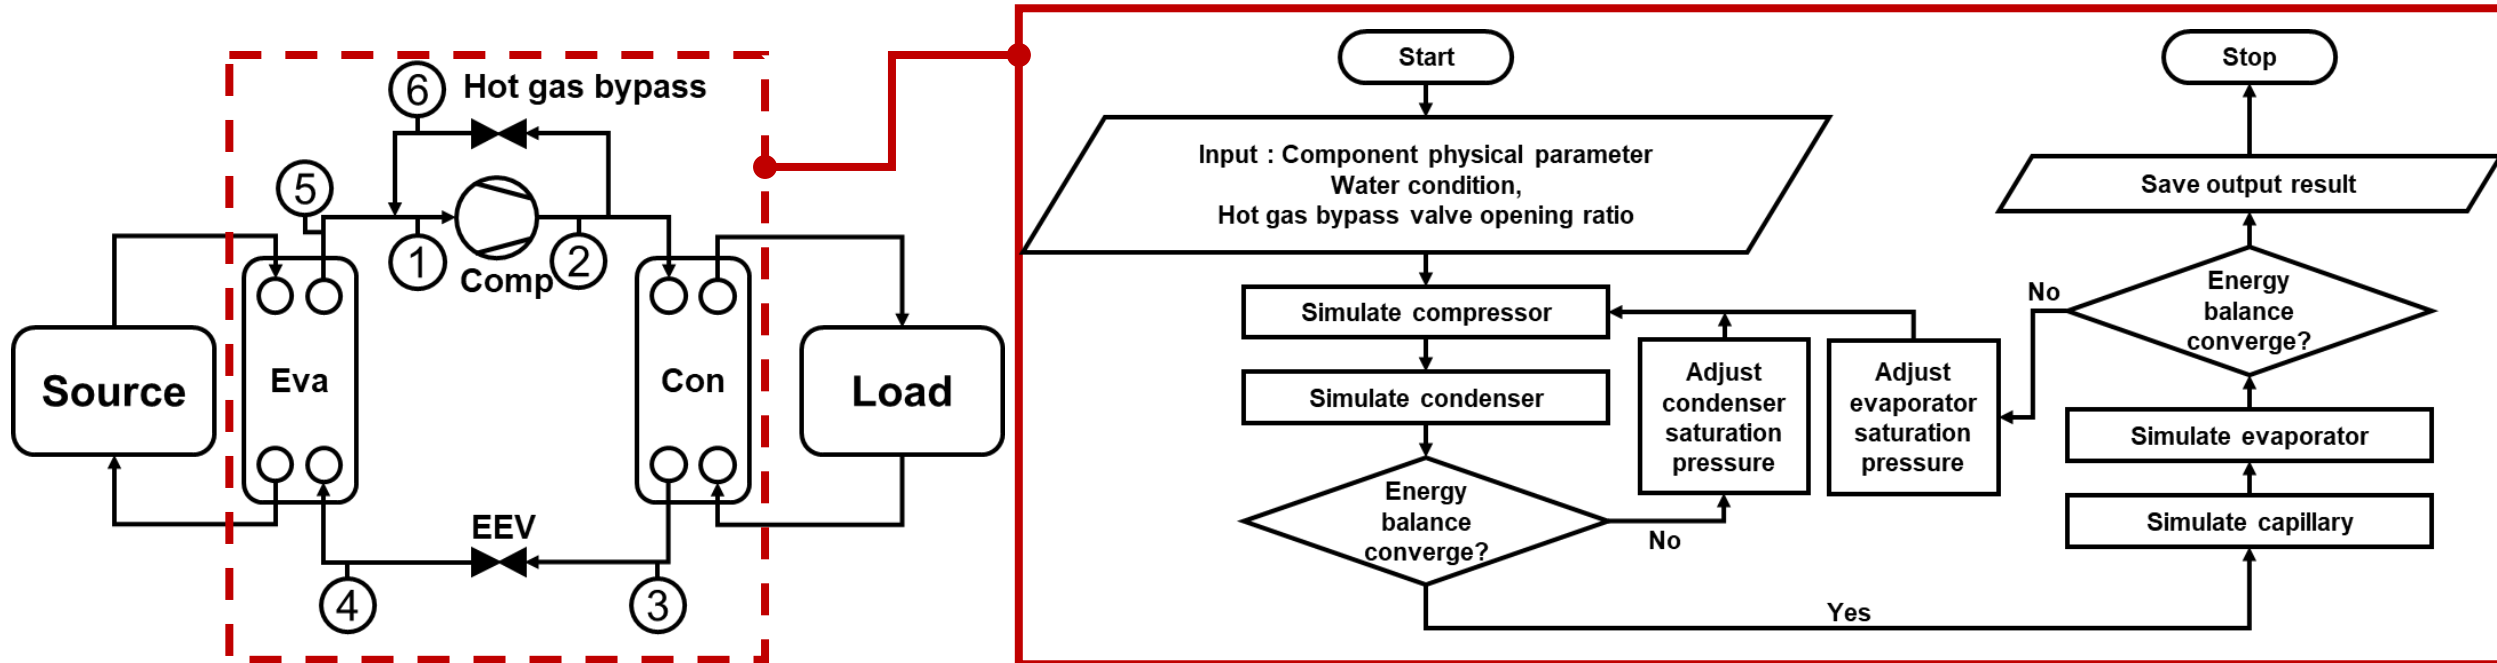 6
Hot gas bypass
5
1
Comp
2
Source
Eva
Con
Load
EEV
4
3
Start
Input : Component physical parameter
Water condition,
Hot gas bypass valve opening ratio
Simulate compressor
Simulate condenser
Energy
balance
converge?
No
Adjust
condenser
saturation
pressure
Adjust
evaporator
saturation
pressure
Yes
Simulate capillary
Simulate evaporator
Energy
balance
converge?
No
Save output result
Stop